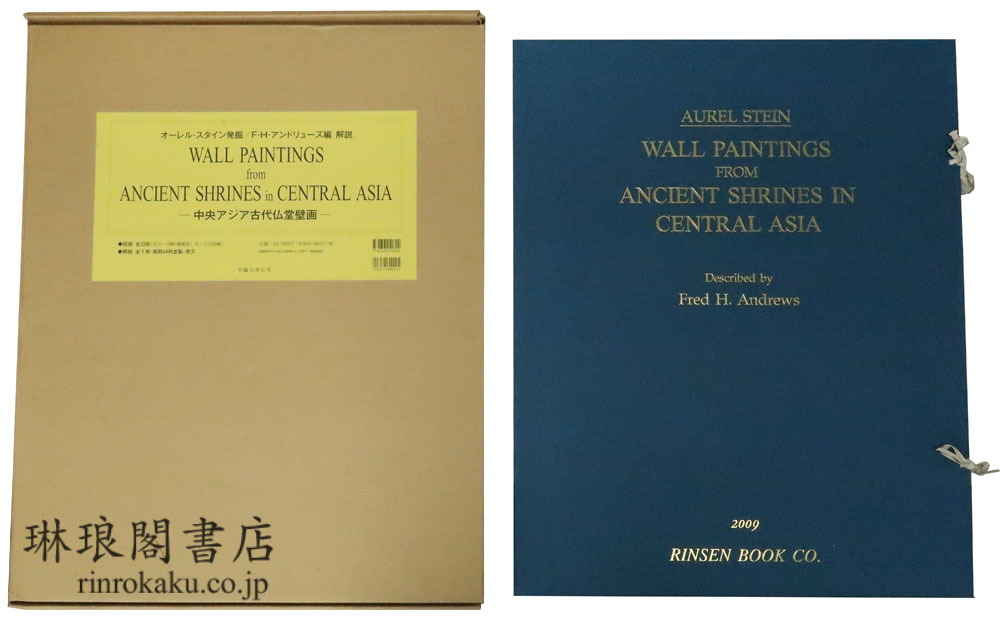 オーレル・スタイン発掘／F・H・アンドリュース編 解説
WALL PAINTINGS
from
ANCIENT SHRINES in CENTRAL ASIA
― 中央アジア古代仏堂壁画 ―
琳琅閣書店
rinrokaku.co.jp
AUREL STEIN
WALL PAINTINGS
FROM
ANCIENT SHRINES IN
CENTRAL ASIA
Described by
Fred H. Andrews
2009
RINSEN BOOK CO.